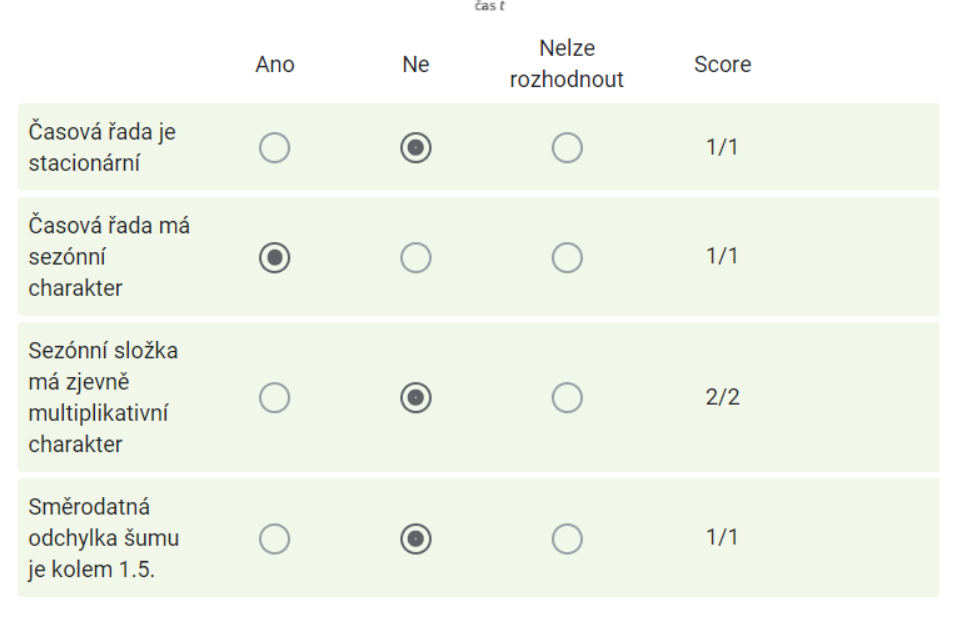 čas t
Ano Ne Nelze rozhodnout Score
Časová řada je
stacionární
1/1
Časová řada má
sezónní
charakter
1/1
Sezónní složka
má zjevně
multiplikativní
charakter
2/2
Směrodatná
odchylka šumu
je kolem 1.5.
1/1